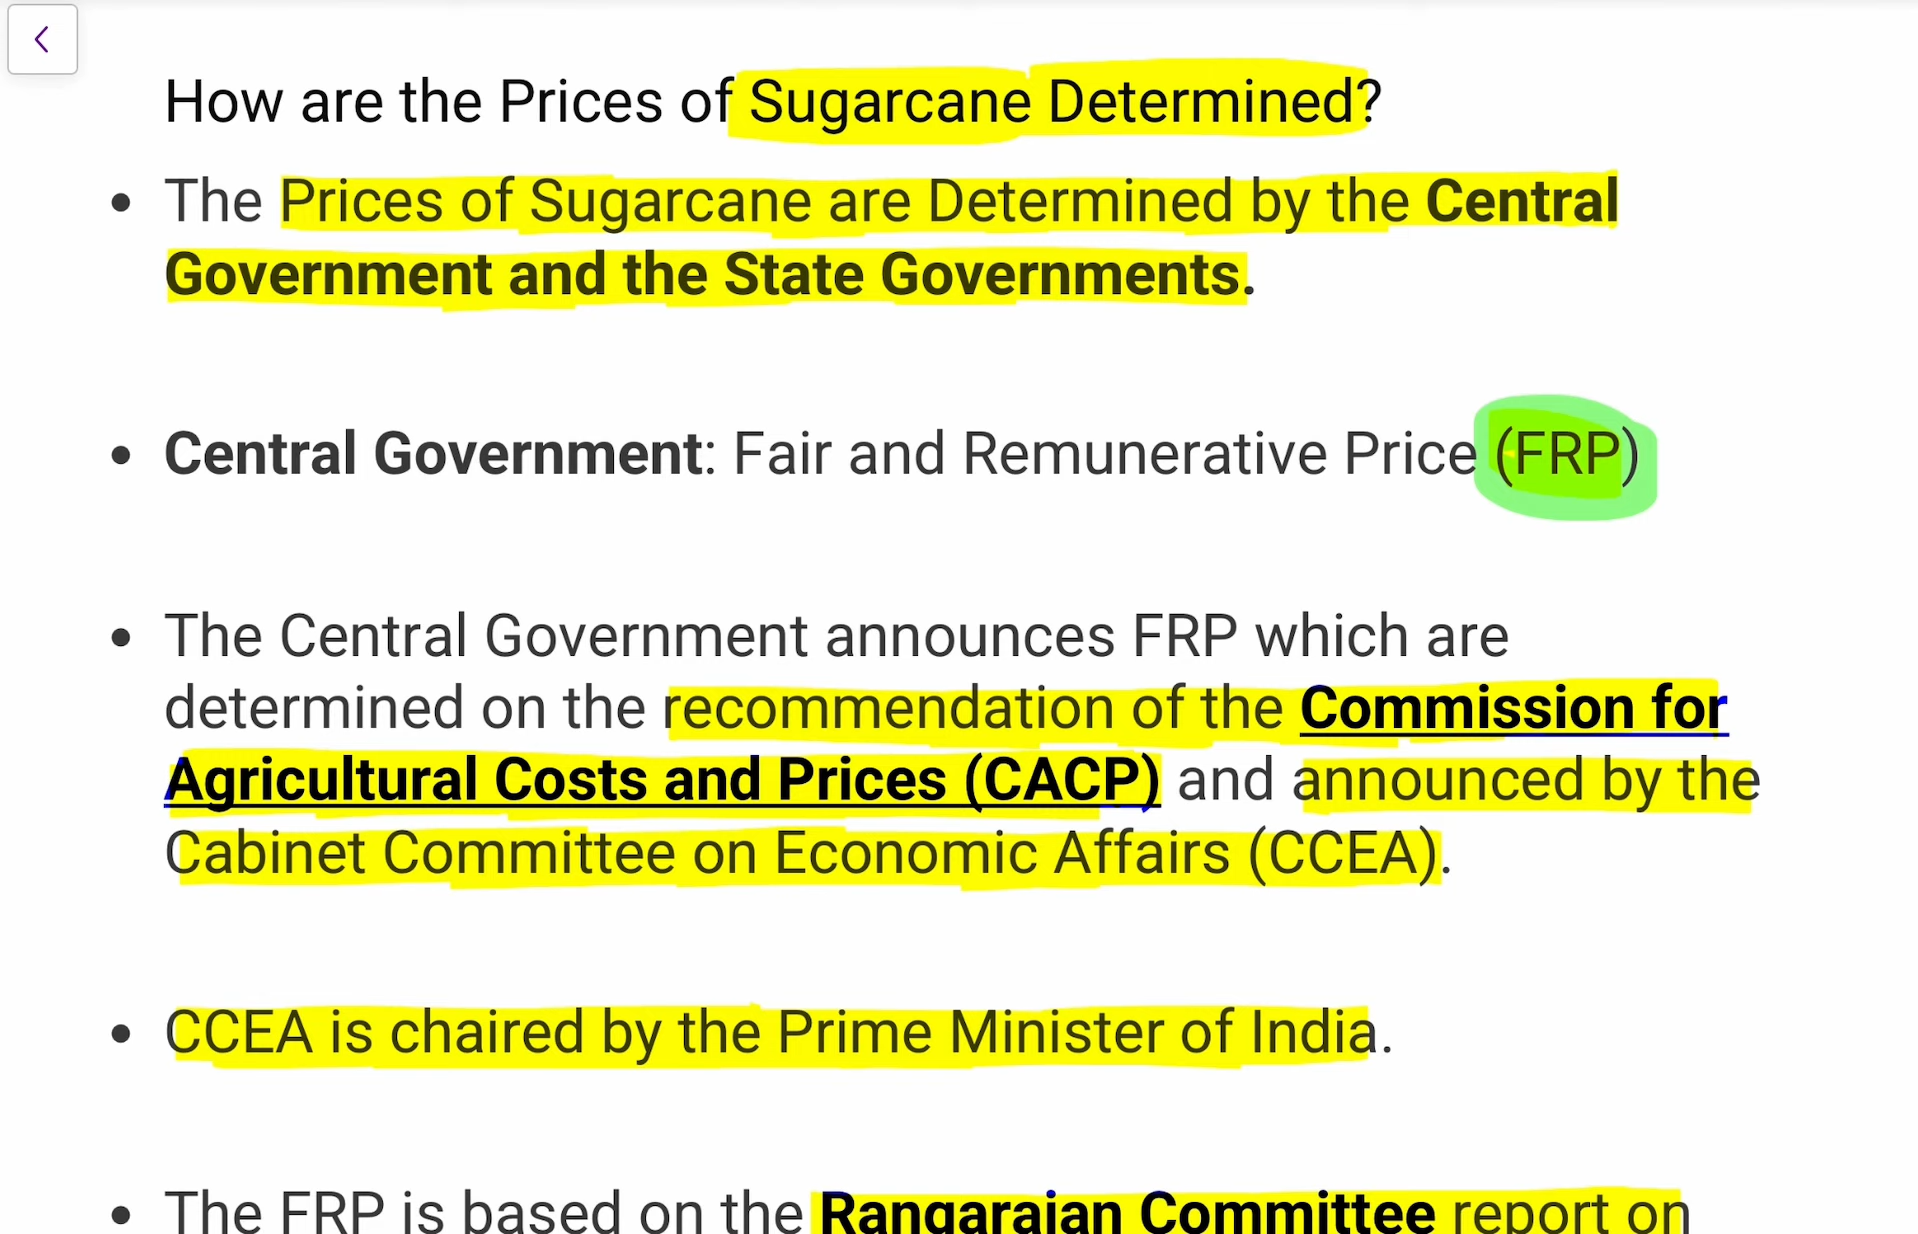 How are the Prices of Sugarcane Determined?
• The Prices of Sugarcane are Determined by the Central
Government and the State Governments.
• Central Government: Fair and Remunerative Price (FRP)
• The Central Government announces FRP which are
determined on the recommendation of the Commission for
Agricultural Costs and Prices (CACP) and announced by the
Cabinet Committee on Economic Affairs (CCEA).
• CCEA is chaired by the Prime Minister of India.
• The FRP is based on the Rangarajan Committee report on